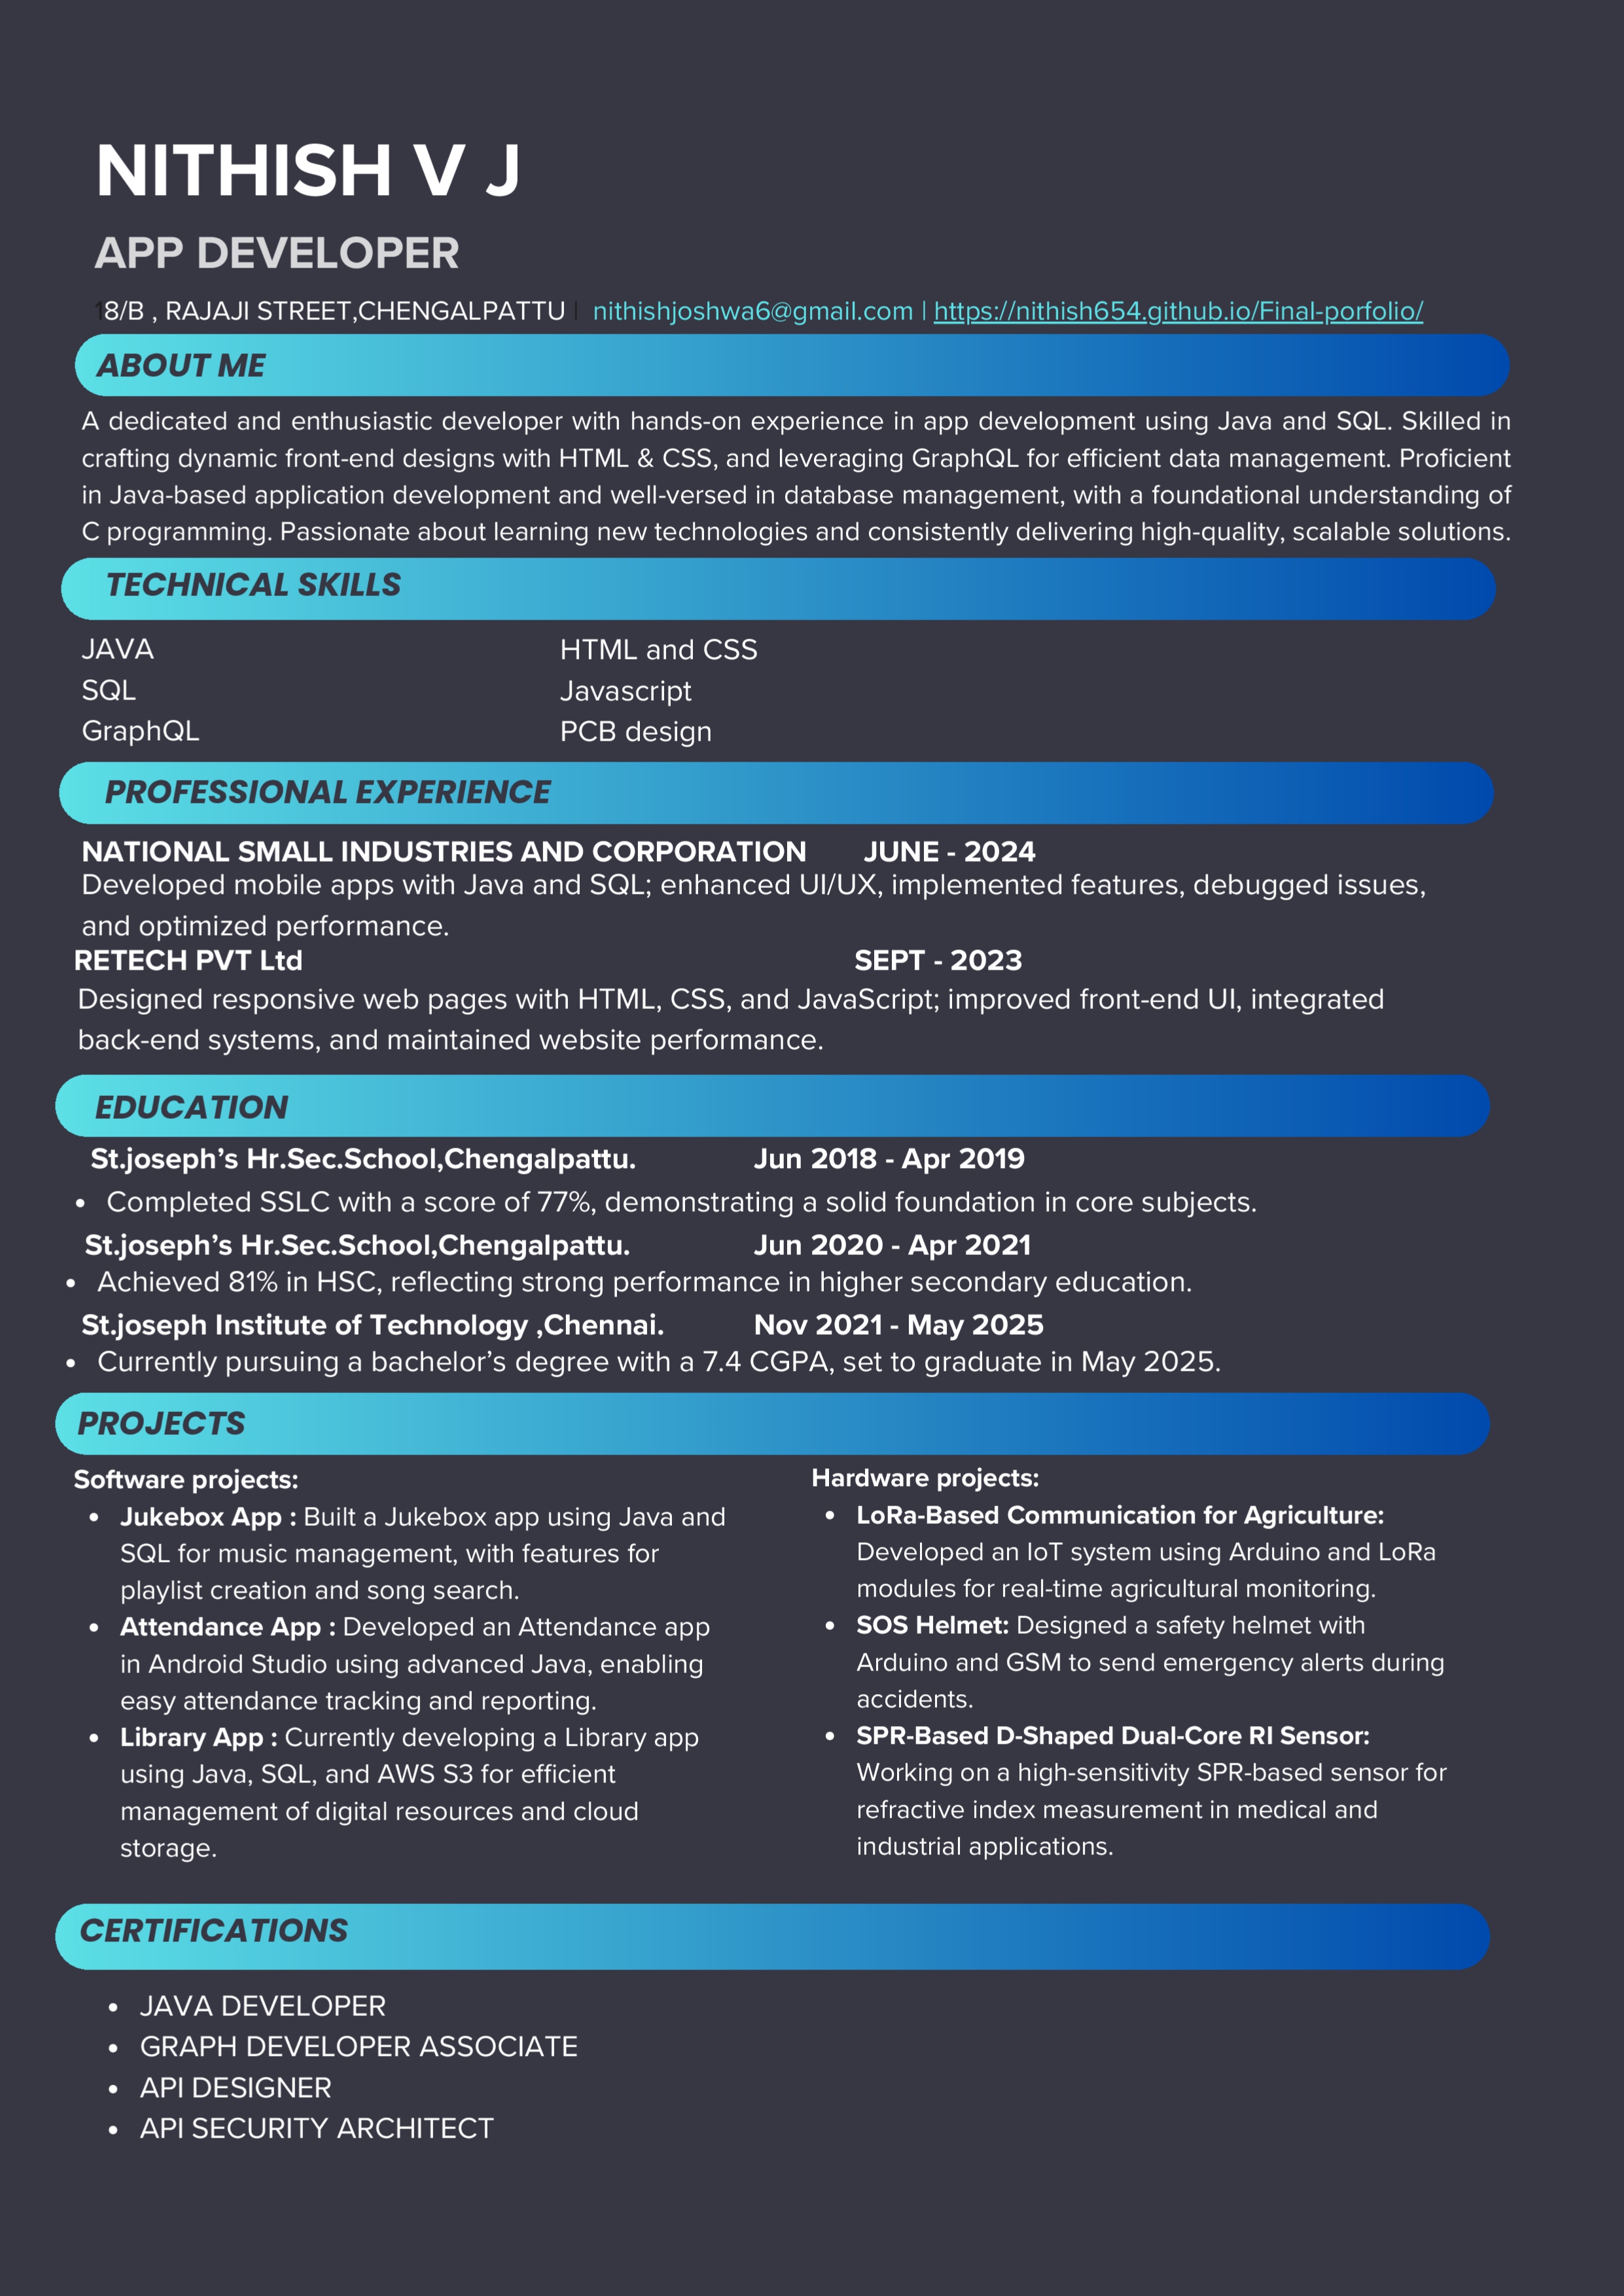 NITHISH V J
APP DEVELOPER
18/B , RAJAJI STREET,CHENGALPATTU | nithishjoshwa6@gmail.com | https://nithish654.github.io/Final-porfolio/
ABOUT ME
A dedicated and enthusiastic developer with hands-on experience in app development using Java and SQL. Skilled in
crafting dynamic front-end designs with HTML & CSS, and leveraging GraphQL for efficient data management. Proficient
in Java-based application development and well-versed in database management, with a foundational understanding of
C programming. Passionate about learning new technologies and consistently delivering high-quality, scalable solutions.
TECHNICAL SKILLS
JAVA
SQL
GraphQL
HTML and CSS
Javascript
PCB design
PROFESSIONAL EXPERIENCE
NATIONAL SMALL INDUSTRIES AND CORPORATION JUNE - 2024
Developed mobile apps with Java and SQL; enhanced UI/UX, implemented features, debugged issues,
and optimized performance.
RETECH PVT Ltd SEPT - 2023
Designed responsive web pages with HTML, CSS, and JavaScript; improved front-end UI, integrated
back-end systems, and maintained website performance.
EDUCATION
St.joseph's Hr.Sec.School,Chengalpattu. Jun 2018 - Apr 2019
• Completed SSLC with a score of 77%, demonstrating a solid foundation in core subjects.
St.joseph's Hr.Sec.School,Chengalpattu. Jun 2020 - Apr 2021
• Achieved 81% in HSC, reflecting strong performance in higher secondary education.
St.joseph Institute of Technology ,Chennai. Nov 2021 - May 2025
• Currently pursuing a bachelor's degree with a 7.4 CGPA, set to graduate in May 2025.
PROJECTS
Software projects:
• Jukebox App : Built a Jukebox app using Java and
SQL for music management, with features for
playlist creation and song search.
• Attendance App : Developed an Attendance app
in Android Studio using advanced Java, enabling
easy attendance tracking and reporting.
• Library App : Currently developing a Library app
using Java, SQL, and AWS S3 for efficient
management of digital resources and cloud
storage.
Hardware projects:
• LoRa-Based Communication for Agriculture:
Developed an IoT system using Arduino and LoRa
modules for real-time agricultural monitoring.
• SOS Helmet: Designed a safety helmet with
Arduino and GSM to send emergency alerts during
accidents.
• SPR-Based D-Shaped Dual-Core RI Sensor:
Working on a high-sensitivity SPR-based sensor for
refractive index measurement in medical and
industrial applications.
CERTIFICATIONS
• JAVA DEVELOPER
• GRAPH DEVELOPER ASSOCIATE
• API DESIGNER
• API SECURITY ARCHITECT